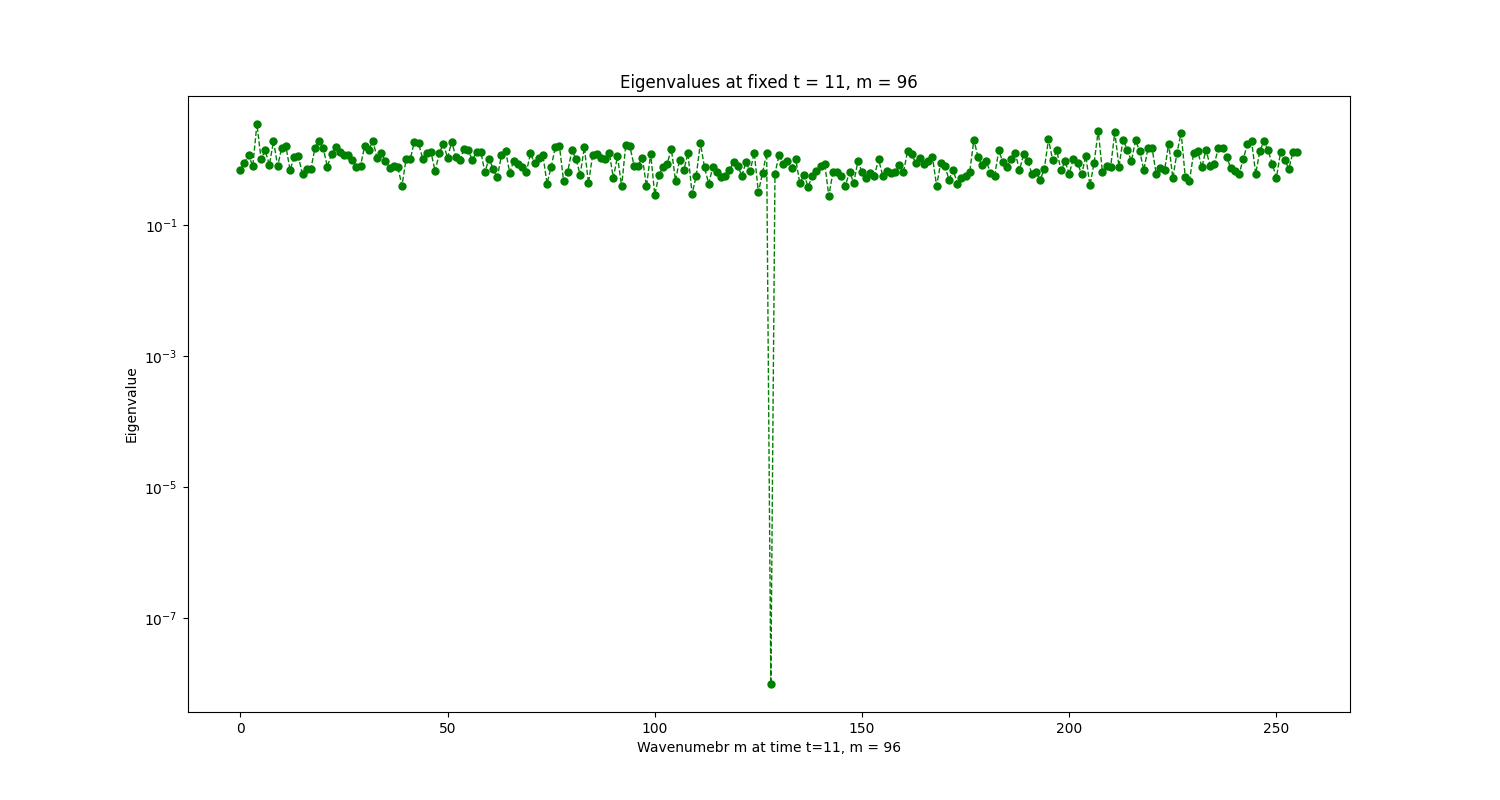 Eigenvalues at fixed t = 11, m = 96
10⁻¹
10⁻³
10⁻⁵
10⁻⁷
Eigenvalue
0 50 100 150 200 250
Wavenumebr m at time t=11, m = 96